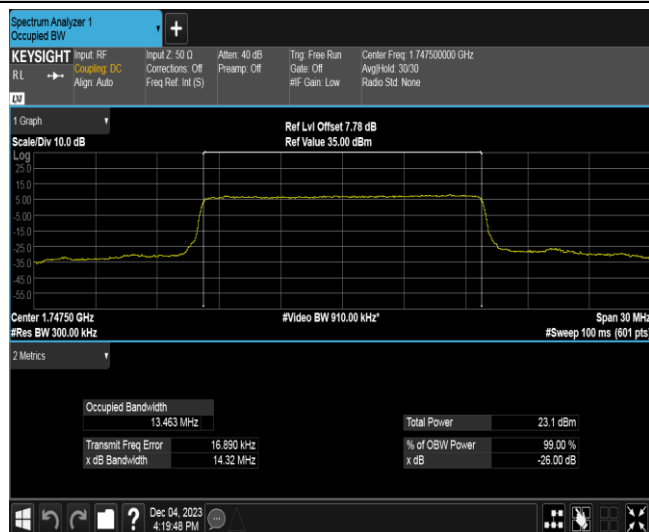 Spectrum Analyzer 1
Occupied BW
KEYSIGHT Input: RF Input Z: 50 Ω Atten: 40 dB Trig: Free Run Center Freq: 1.747500000 GHz
RL Coupling: DC Corrections: Off Preamp: Off Gate: Off Avg|Hold: 30/30
Align: Auto Freq Ref: Int (S) #IF Gain: Low Radio Std: None
LXI
1 Graph
Ref Lvl Offset 7.78 dB
Scale/Div 10.0 dB Ref Value 35.00 dBm
Log
25.0
15.0
5.00
-5.00
-15.0
-25.0
-35.0
-45.0
-55.0
Center 1.74750 GHz #Video BW 910.00 kHz* Span 30 MHz
#Res BW 300.00 kHz #Sweep 100 ms (601 pts)
2 Metrics
Occupied Bandwidth
13.463 MHz Total Power 23.1 dBm
Transmit Freq Error 16.890 kHz % of OBW Power 99.00 %
x dB Bandwidth 14.32 MHz x dB -26.00 dB
? Dec 04, 2023
4:19:48 PM